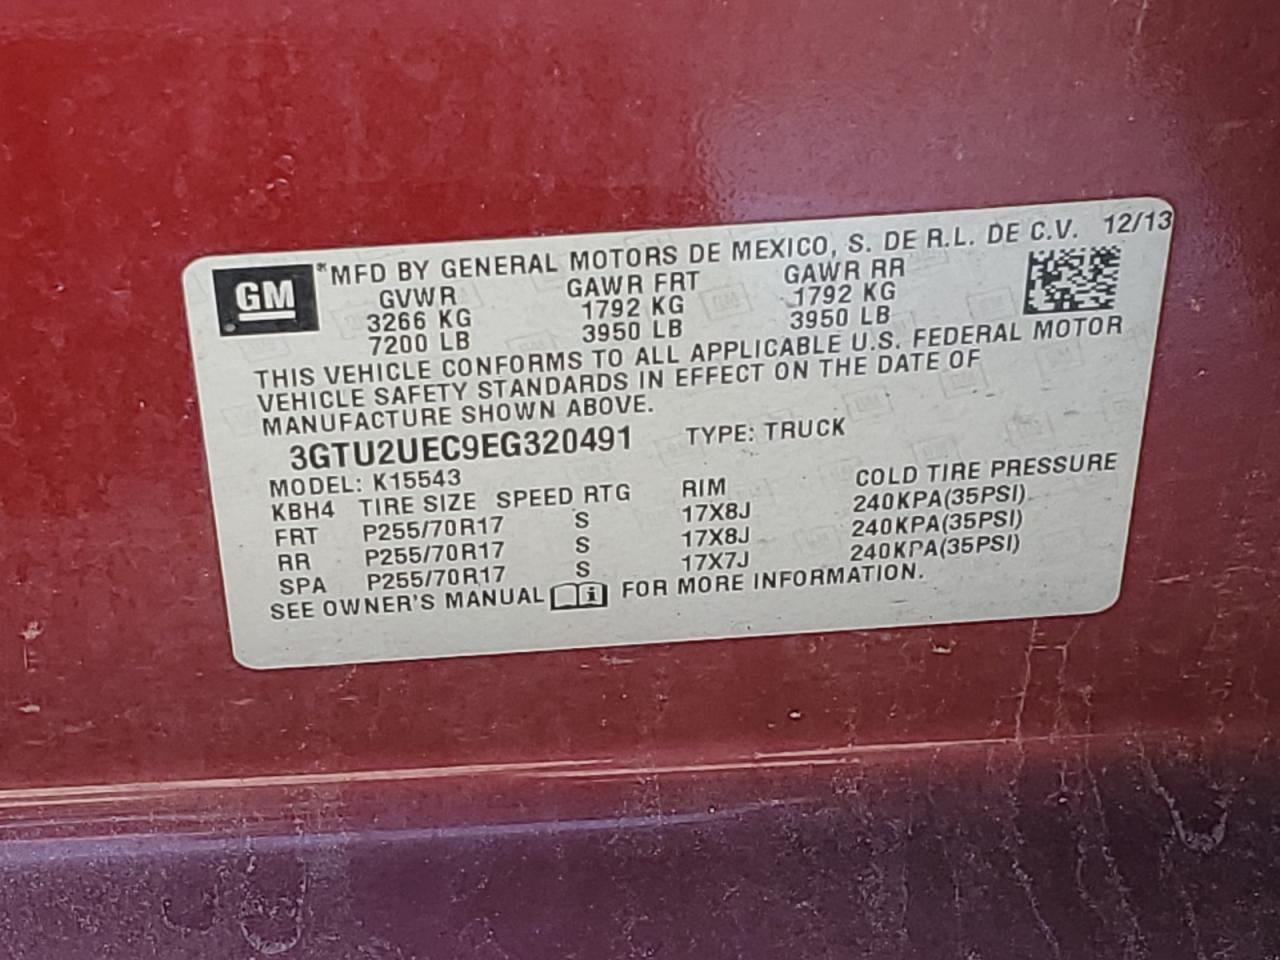 GM
*MFD BY GENERAL MOTORS DE MEXICO, S. DE R.L. DE C.V. 12/13
GVWR GAWR FRT GAWR RR
3266 KG 1792 KG 1792 KG
7200 LB 3950 LB 3950 LB
THIS VEHICLE CONFORMS TO ALL APPLICABLE U.S. FEDERAL MOTOR
VEHICLE SAFETY STANDARDS IN EFFECT ON THE DATE OF
MANUFACTURE SHOWN ABOVE.
3GTU2UEC9EG320491 TYPE: TRUCK
MODEL: K15543
KBH4 TIRE SIZE SPEED RTG RIM COLD TIRE PRESSURE
FRT P255/70R17 S 17X8J 240KPA(35PSI)
RR P255/70R17 S 17X8J 240KPA(35PSI)
SPA P255/70R17 S 17X7J 240KPA(35PSI)
SEE OWNER'S MANUAL i FOR MORE INFORMATION.